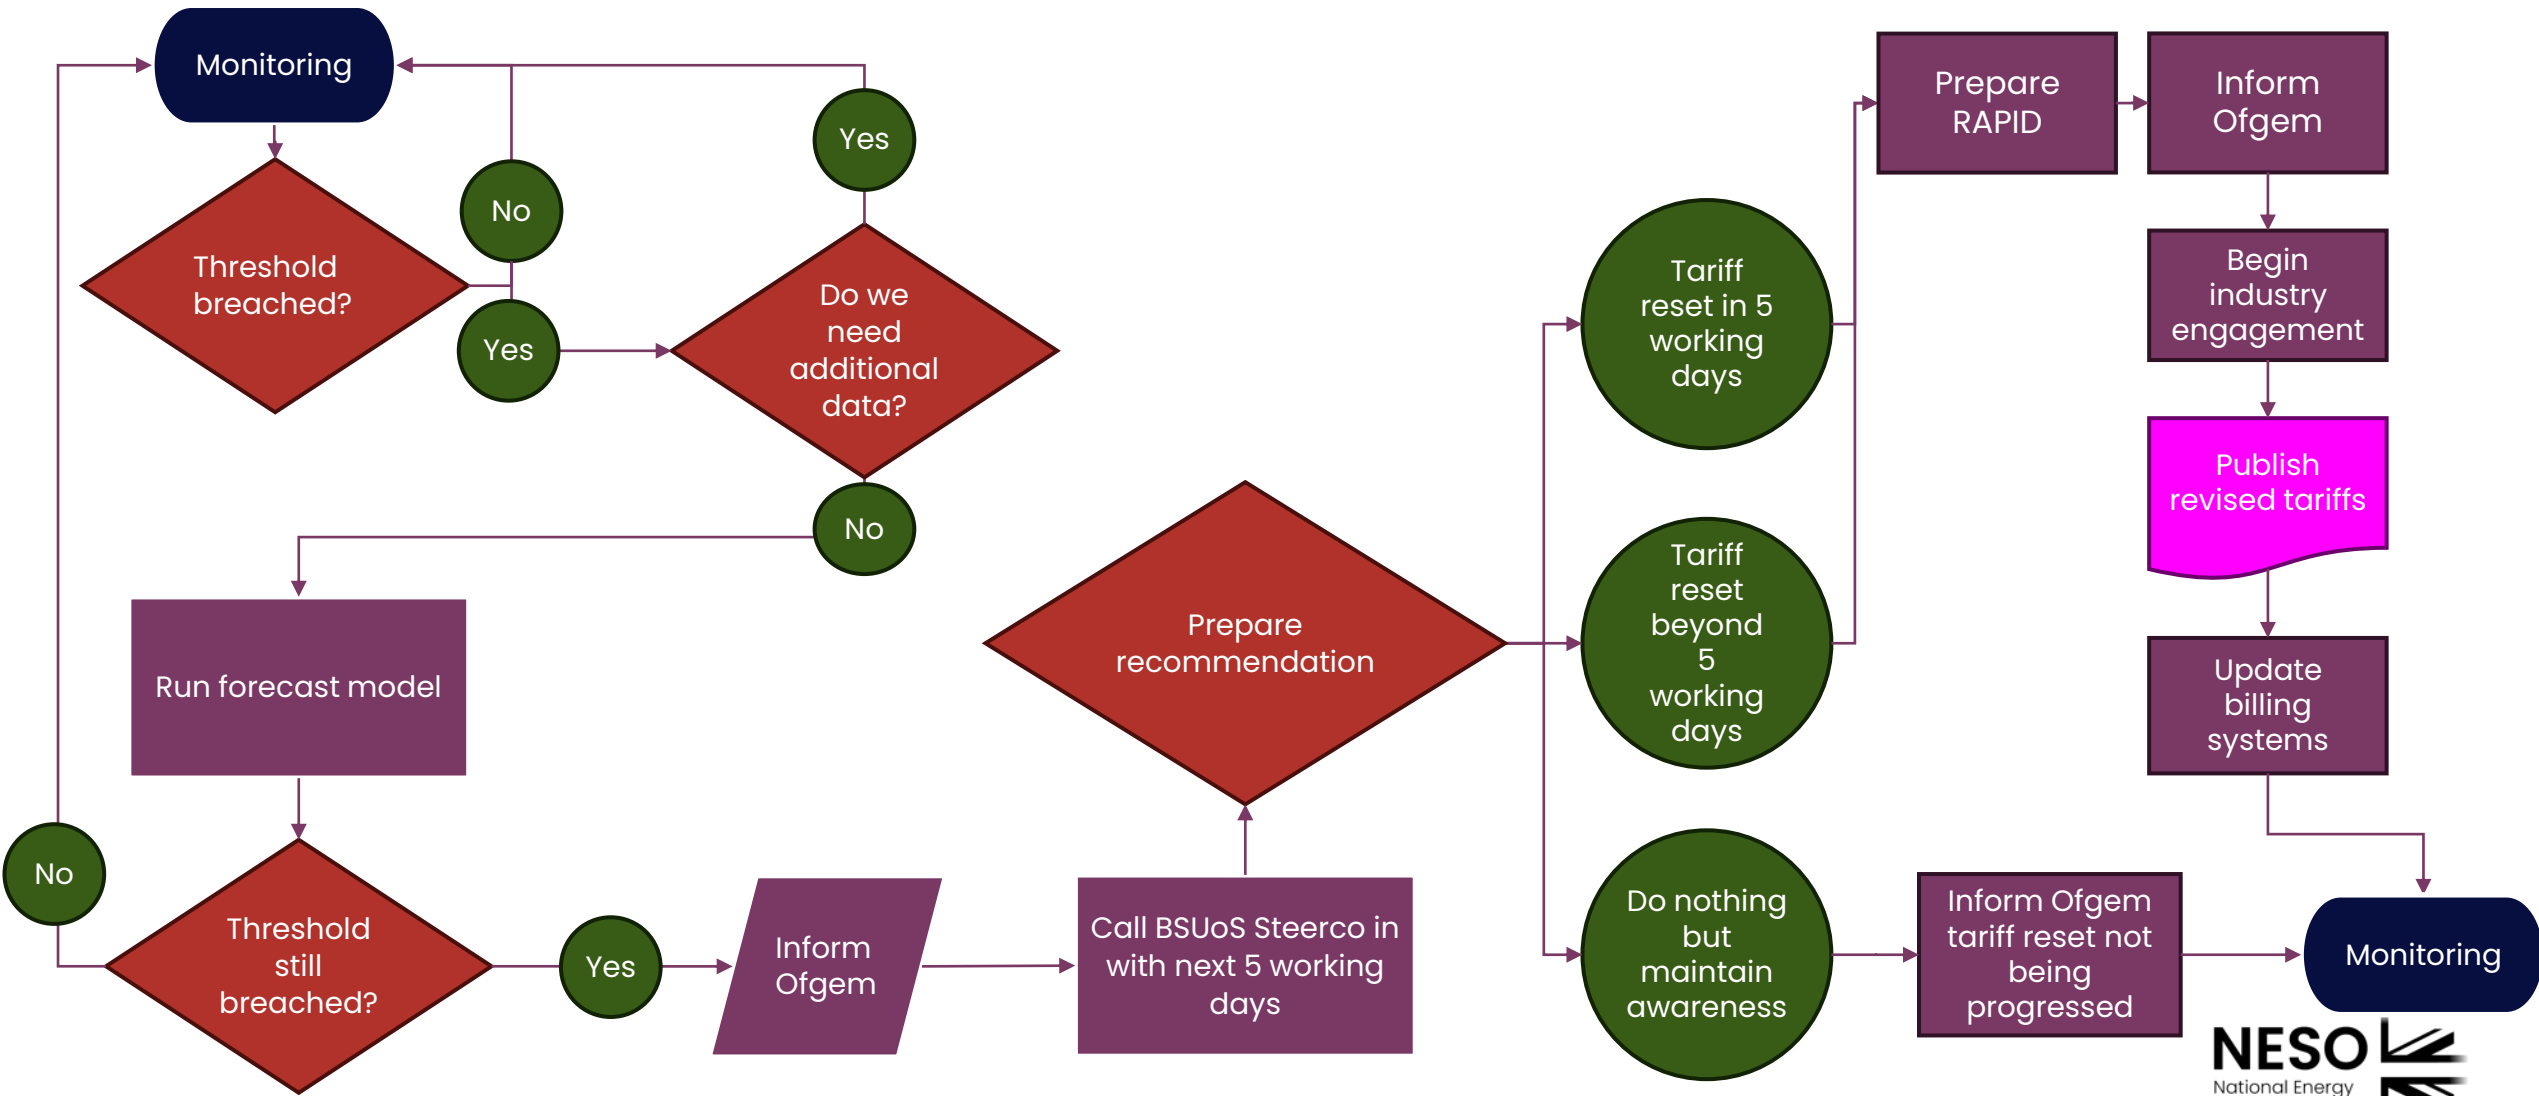 Monitoring
Threshold
breached?
No
Yes
Yes
Do we
need
additional
data?
No
Run forecast model
No
Threshold
still
breached?
Yes
Inform
Ofgem
Call BSUoS Steerco in
with next 5 working
days
Prepare
recommendation
Tariff
reset in 5
working
days
Tariff
reset
beyond
5
working
days
Do nothing
but
maintain
awareness
Prepare
RAPID
Inform
Ofgem
Begin
industry
engagement
Publish
revised tariffs
Update
billing
systems
Inform Ofgem
tariff reset not
being
progressed
Monitoring
NESO
National Energy